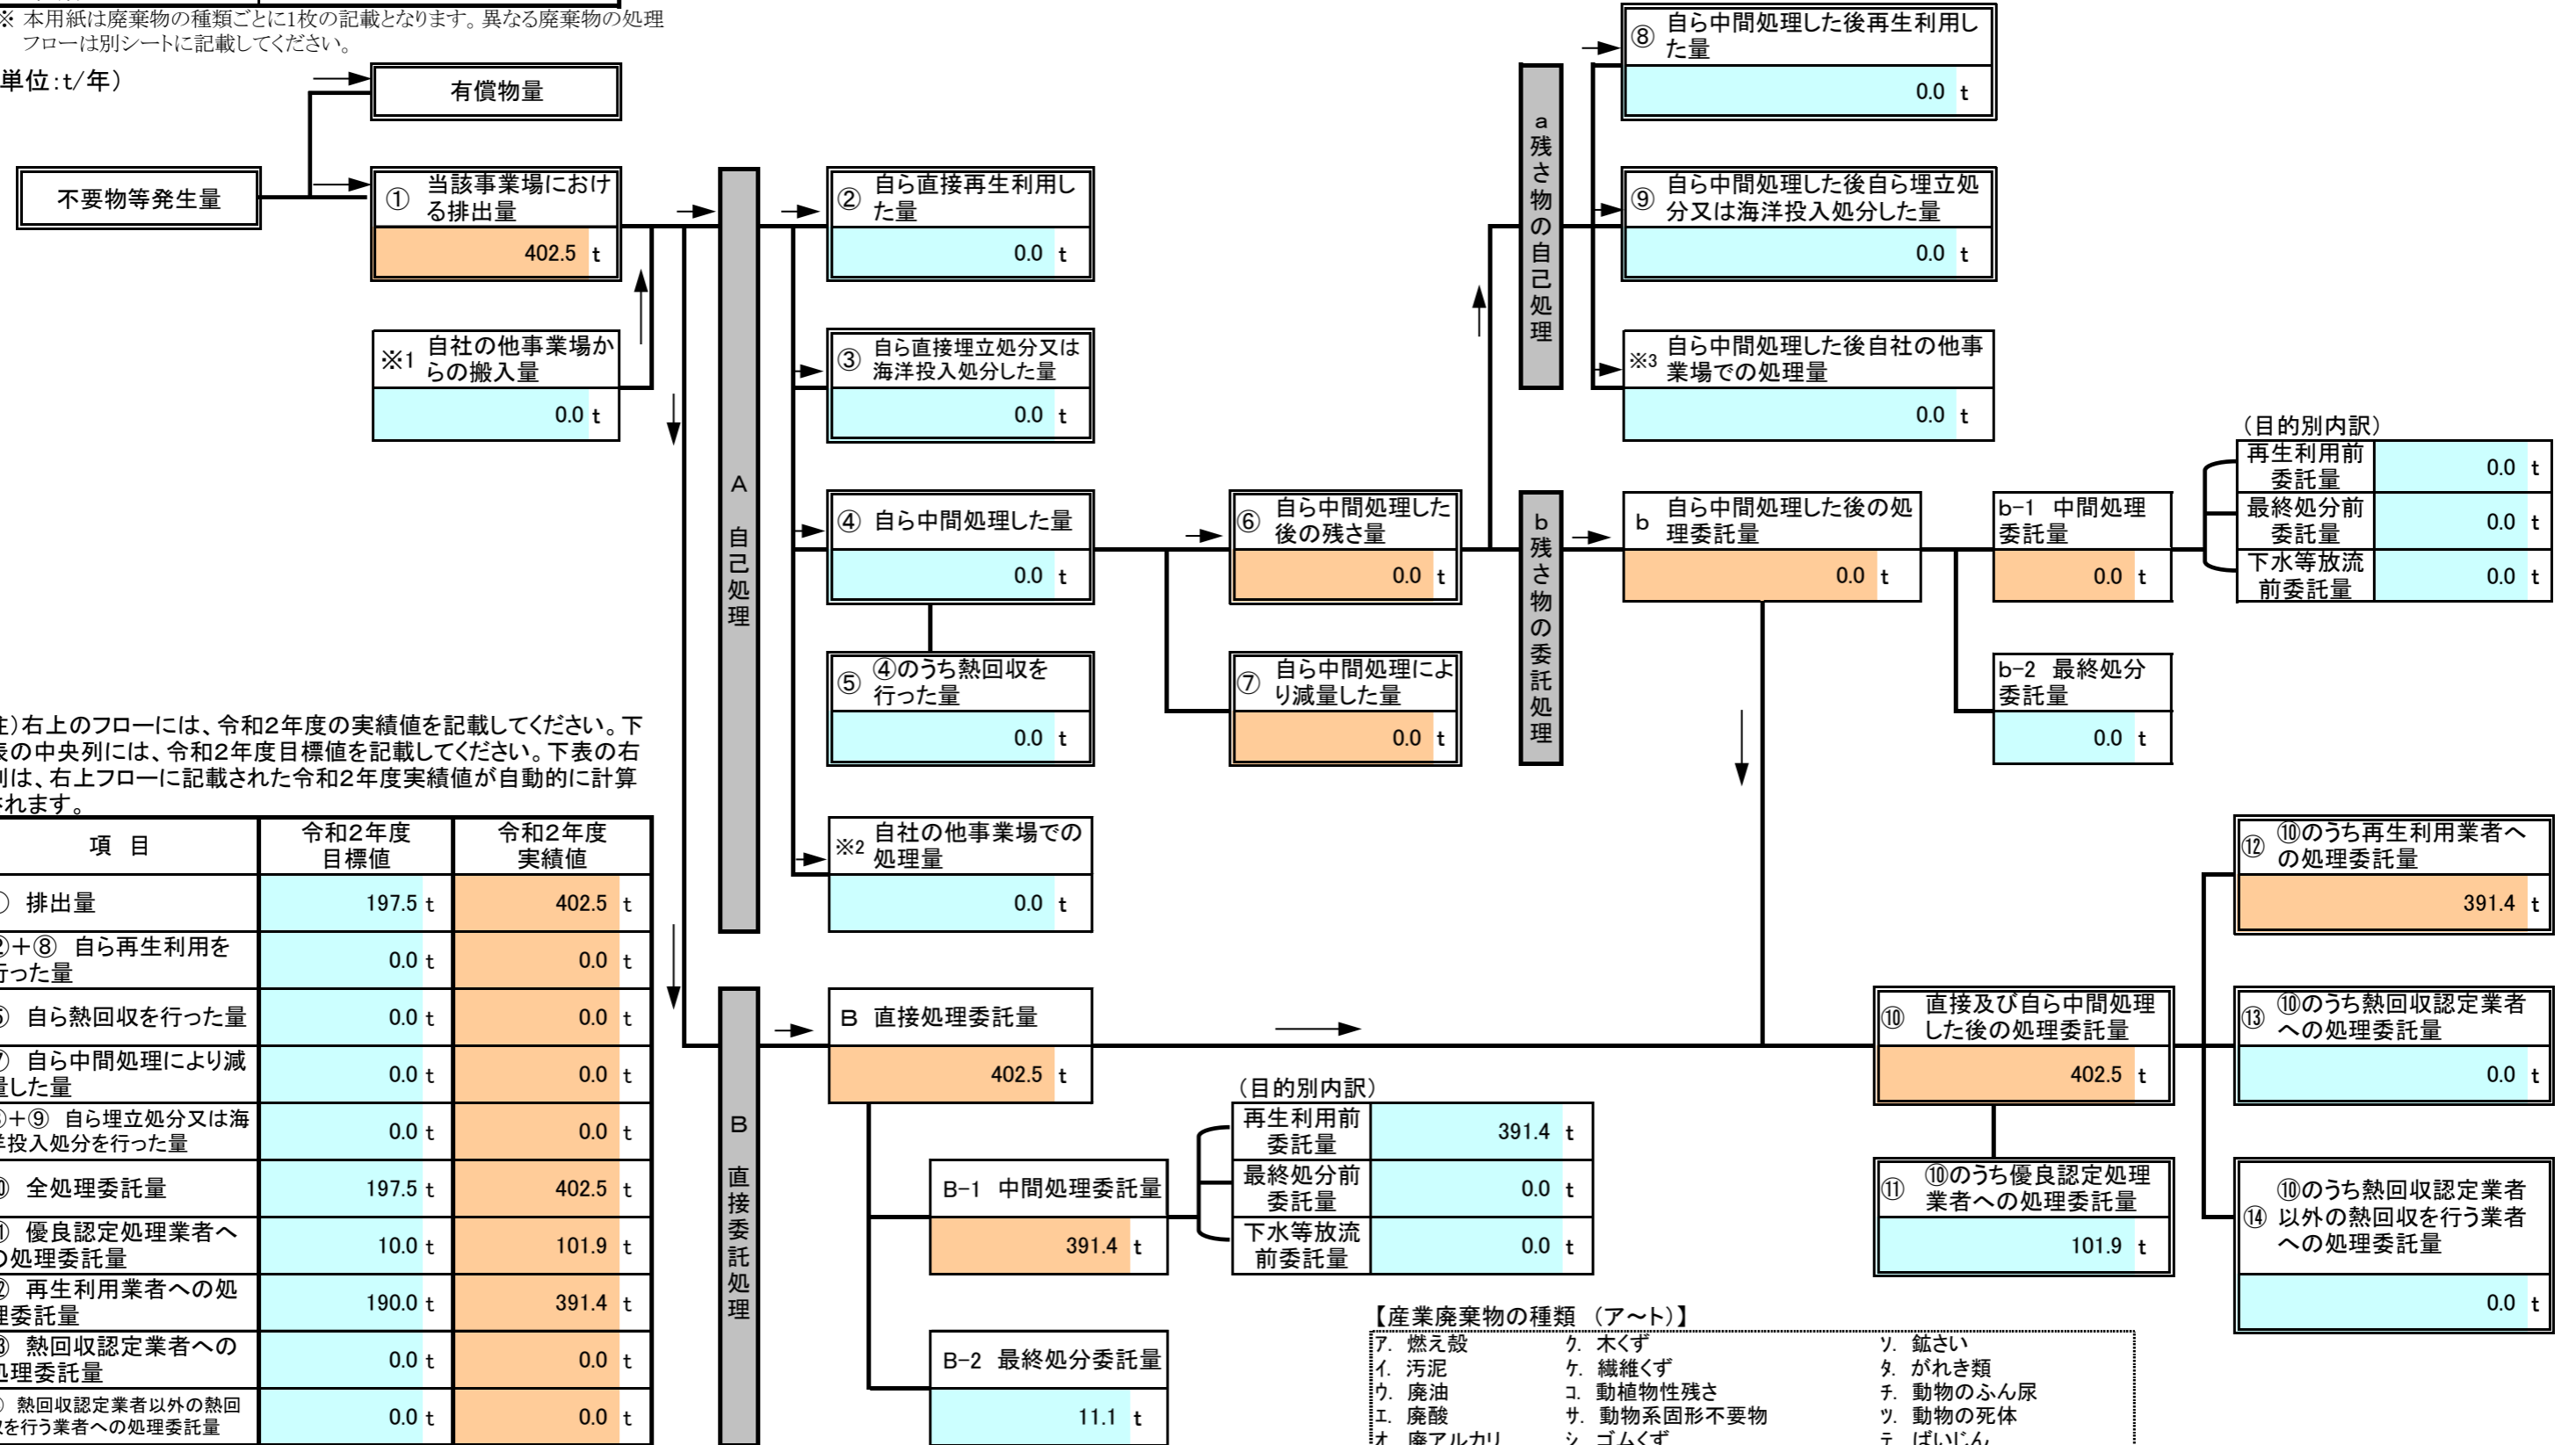 ※ 本用紙は廃棄物の種類ごとに1枚の記載となります。異なる廃棄物の処理
フローは別シートに記載してください。
単位:t/年)
有償物量
不要物等発生量
① 当該事業場におけ
る排出量
402.5 t
※1 自社の他事業場か
らの搬入量
0.0 t
A 自己処理
② 自ら直接再生利用し
た量
0.0 t
③ 自ら直接埋立処分又は
海洋投入処分した量
0.0 t
④ 自ら中間処理した量
0.0 t
⑤ ④のうち熱回収を
行った量
0.0 t
※2 自社の他事業場での
処理量
0.0 t
⑥ 自ら中間処理した
後の残さ量
0.0 t
⑦ 自ら中間処理によ
り減量した量
0.0 t
a 残さ物の自己処理
⑧ 自ら中間処理した後再生利用し
た量
0.0 t
⑨ 自ら中間処理した後自ら埋立処
分又は海洋投入処分した量
0.0 t
※3 自ら中間処理した後自社の他事
業場での処理量
0.0 t
b 残さ物の委託処理
b 自ら中間処理した後の処
理委託量
0.0 t
b-1 中間処理
委託量
0.0 t
b-2 最終処分
委託量
0.0 t
(目的別内訳)
再生利用前
委託量
0.0 t
最終処分前
委託量
0.0 t
下水等放流
前委託量
0.0 t
注)右上のフローには、令和2年度の実績値を記載してください。下
表の中央列には、令和2年度目標値を記載してください。下表の右
列は、右上フローに記載された令和2年度実績値が自動的に計算
されます。
項 目 令和2年度
目標値 令和2年度
実績値
① 排出量 197.5 t 402.5 t
②+⑧ 自ら再生利用を
行った量 0.0 t 0.0 t
⑤ 自ら熱回収を行った量 0.0 t 0.0 t
⑦ 自ら中間処理により減
量した量 0.0 t 0.0 t
③+⑨ 自ら埋立処分又は海
洋投入処分を行った量 0.0 t 0.0 t
⑩ 全処理委託量 197.5 t 402.5 t
⑪ 優良認定処理業者へ
の処理委託量 10.0 t 101.9 t
⑫ 再生利用業者への処
理委託量 190.0 t 391.4 t
⑬ 熱回収認定業者への
処理委託量 0.0 t 0.0 t
熱回収認定業者以外の熱回
収を行う業者への処理委託量 0.0 t 0.0 t
B 直接委託処理
B 直接処理委託量
402.5 t
B-1 中間処理委託量
391.4 t
B-2 最終処分委託量
11.1 t
(目的別内訳)
再生利用前
委託量
391.4 t
最終処分前
委託量
0.0 t
下水等放流
前委託量
0.0 t
⑩ 直接及び自ら中間処理
した後の処理委託量
402.5 t
⑪ ⑩のうち優良認定処理
業者への処理委託量
101.9 t
⑫ ⑩のうち再生利用業者へ
の処理委託量
391.4 t
⑬ ⑩のうち熱回収認定業者
への処理委託量
0.0 t
⑭ ⑩のうち熱回収認定業者
以外の熱回収を行う業者
への処理委託量
0.0 t
【産業廃棄物の種類 (ア~ト)】
ア. 燃え殻 ク. 木くず ソ. 鉱さい
イ. 汚泥 ケ. 繊維くず タ. がれき類
ウ. 廃油 コ. 動植物性残さ チ. 動物のふん尿
エ. 廃酸 サ. 動物系固形不要物 ツ. 動物の死体
オ. 廃アルカリ シ. ゴムくず テ. ばいじん